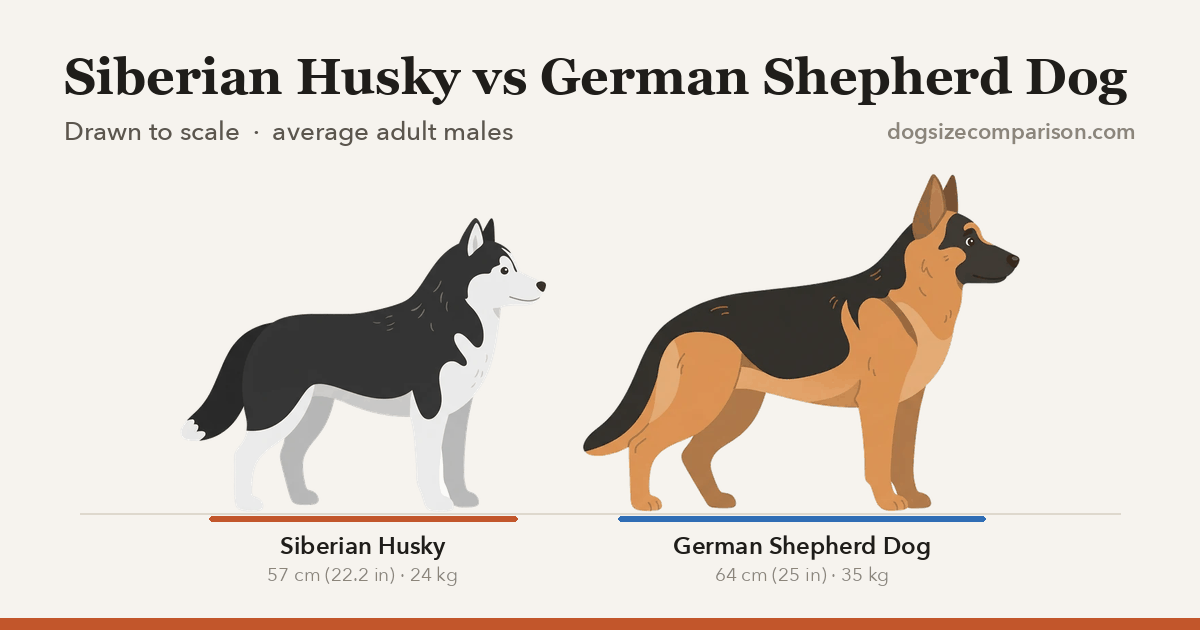 Siberian Husky vs German Shepherd Dog
Drawn to scale · average adult males
dogsizecomparison.com
Siberian Husky
57 cm (22.2 in) · 24 kg
German Shepherd Dog
64 cm (25 in) · 35 kg